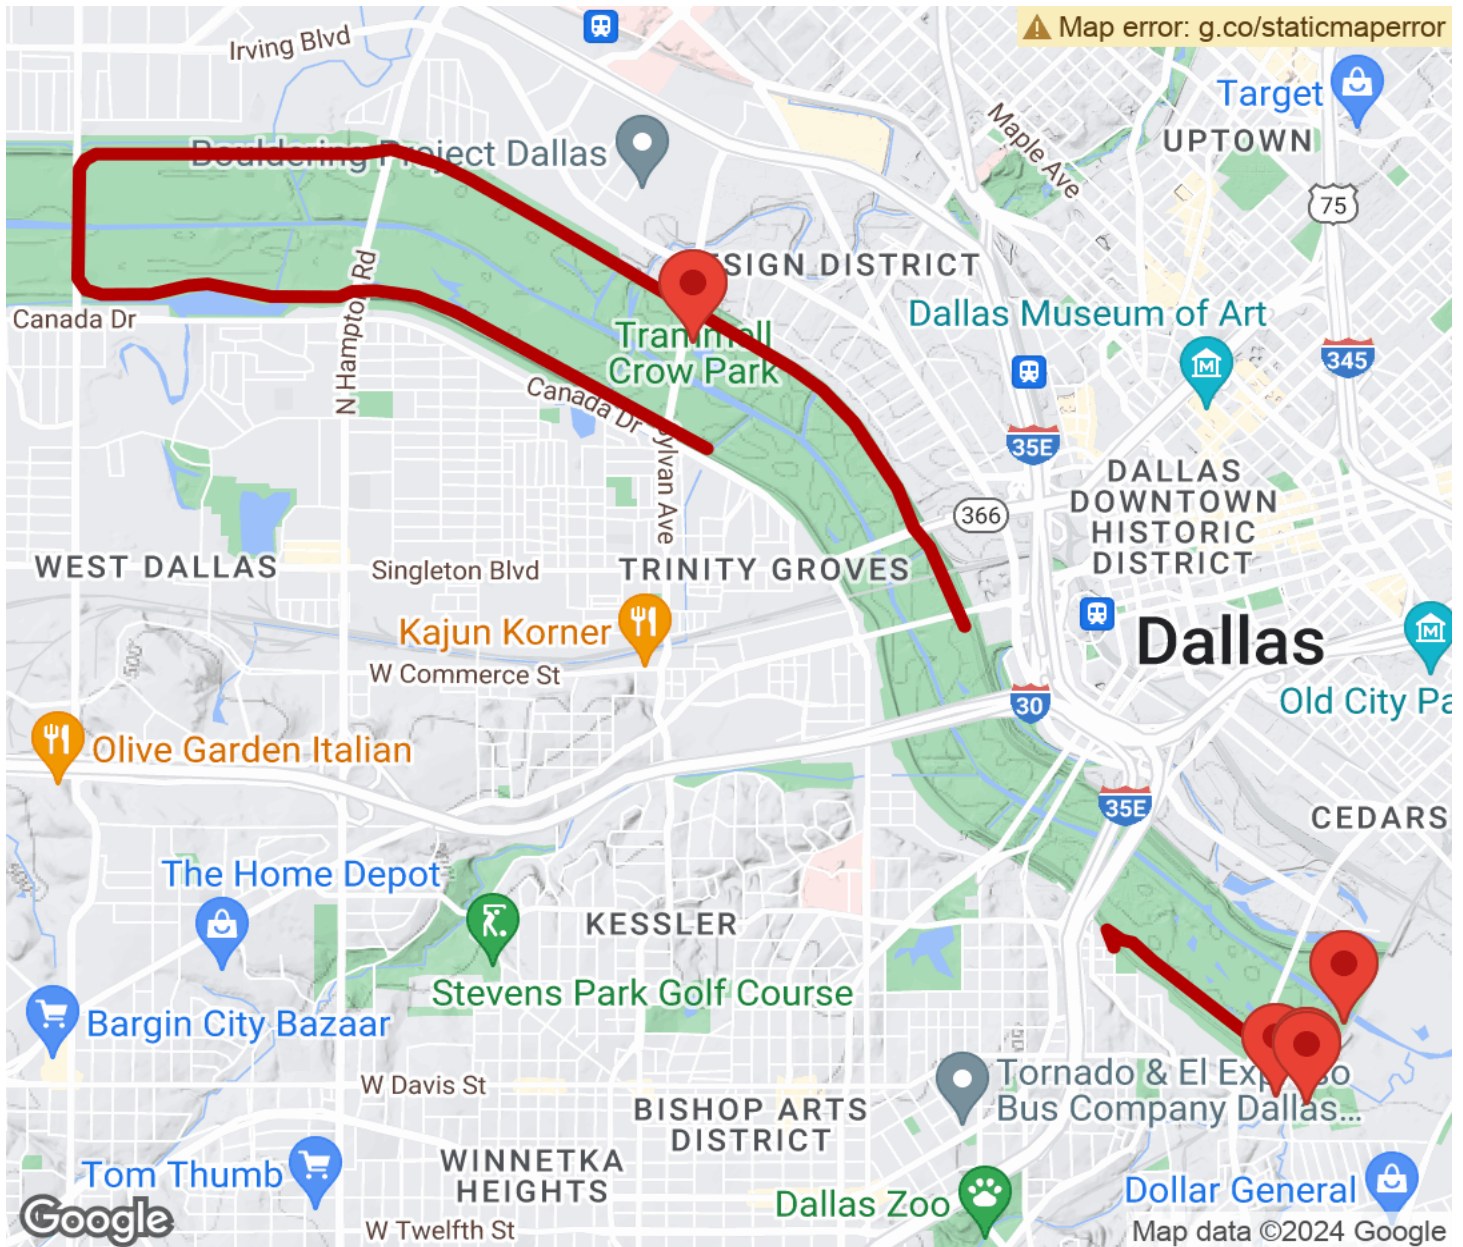 Map error: g.co/staticmaperror
Irving Blvd
Target
UPTOWN
Maple Ave
Bouldering Project Dallas
75
DESIGN DISTRICT
N Hampton Rd
Canada Dr
Dallas Museum of Art
Trammell
Crow Park
345
Canada Dr
Sylvan Ave
35E
DALLAS
DOWNTOWN
HISTORIC
DISTRICT
366
WEST DALLAS
Singleton Blvd
TRINITY GROVES
Kajun Korner
Dallas
W Commerce St
30
Old City Pa
Olive Garden Italian
35E
CEDARS
The Home Depot
KESSLER
Stevens Park Golf Course
Bargin City Bazaar
W Davis St
Tornado & El Expreso
Bus Company Dallas...
BISHOP ARTS
DISTRICT
WINNETKA
HEIGHTS
Tom Thumb
Dallas Zoo
Dollar General
Google
W Twelfth St
Map data ©2024 Google